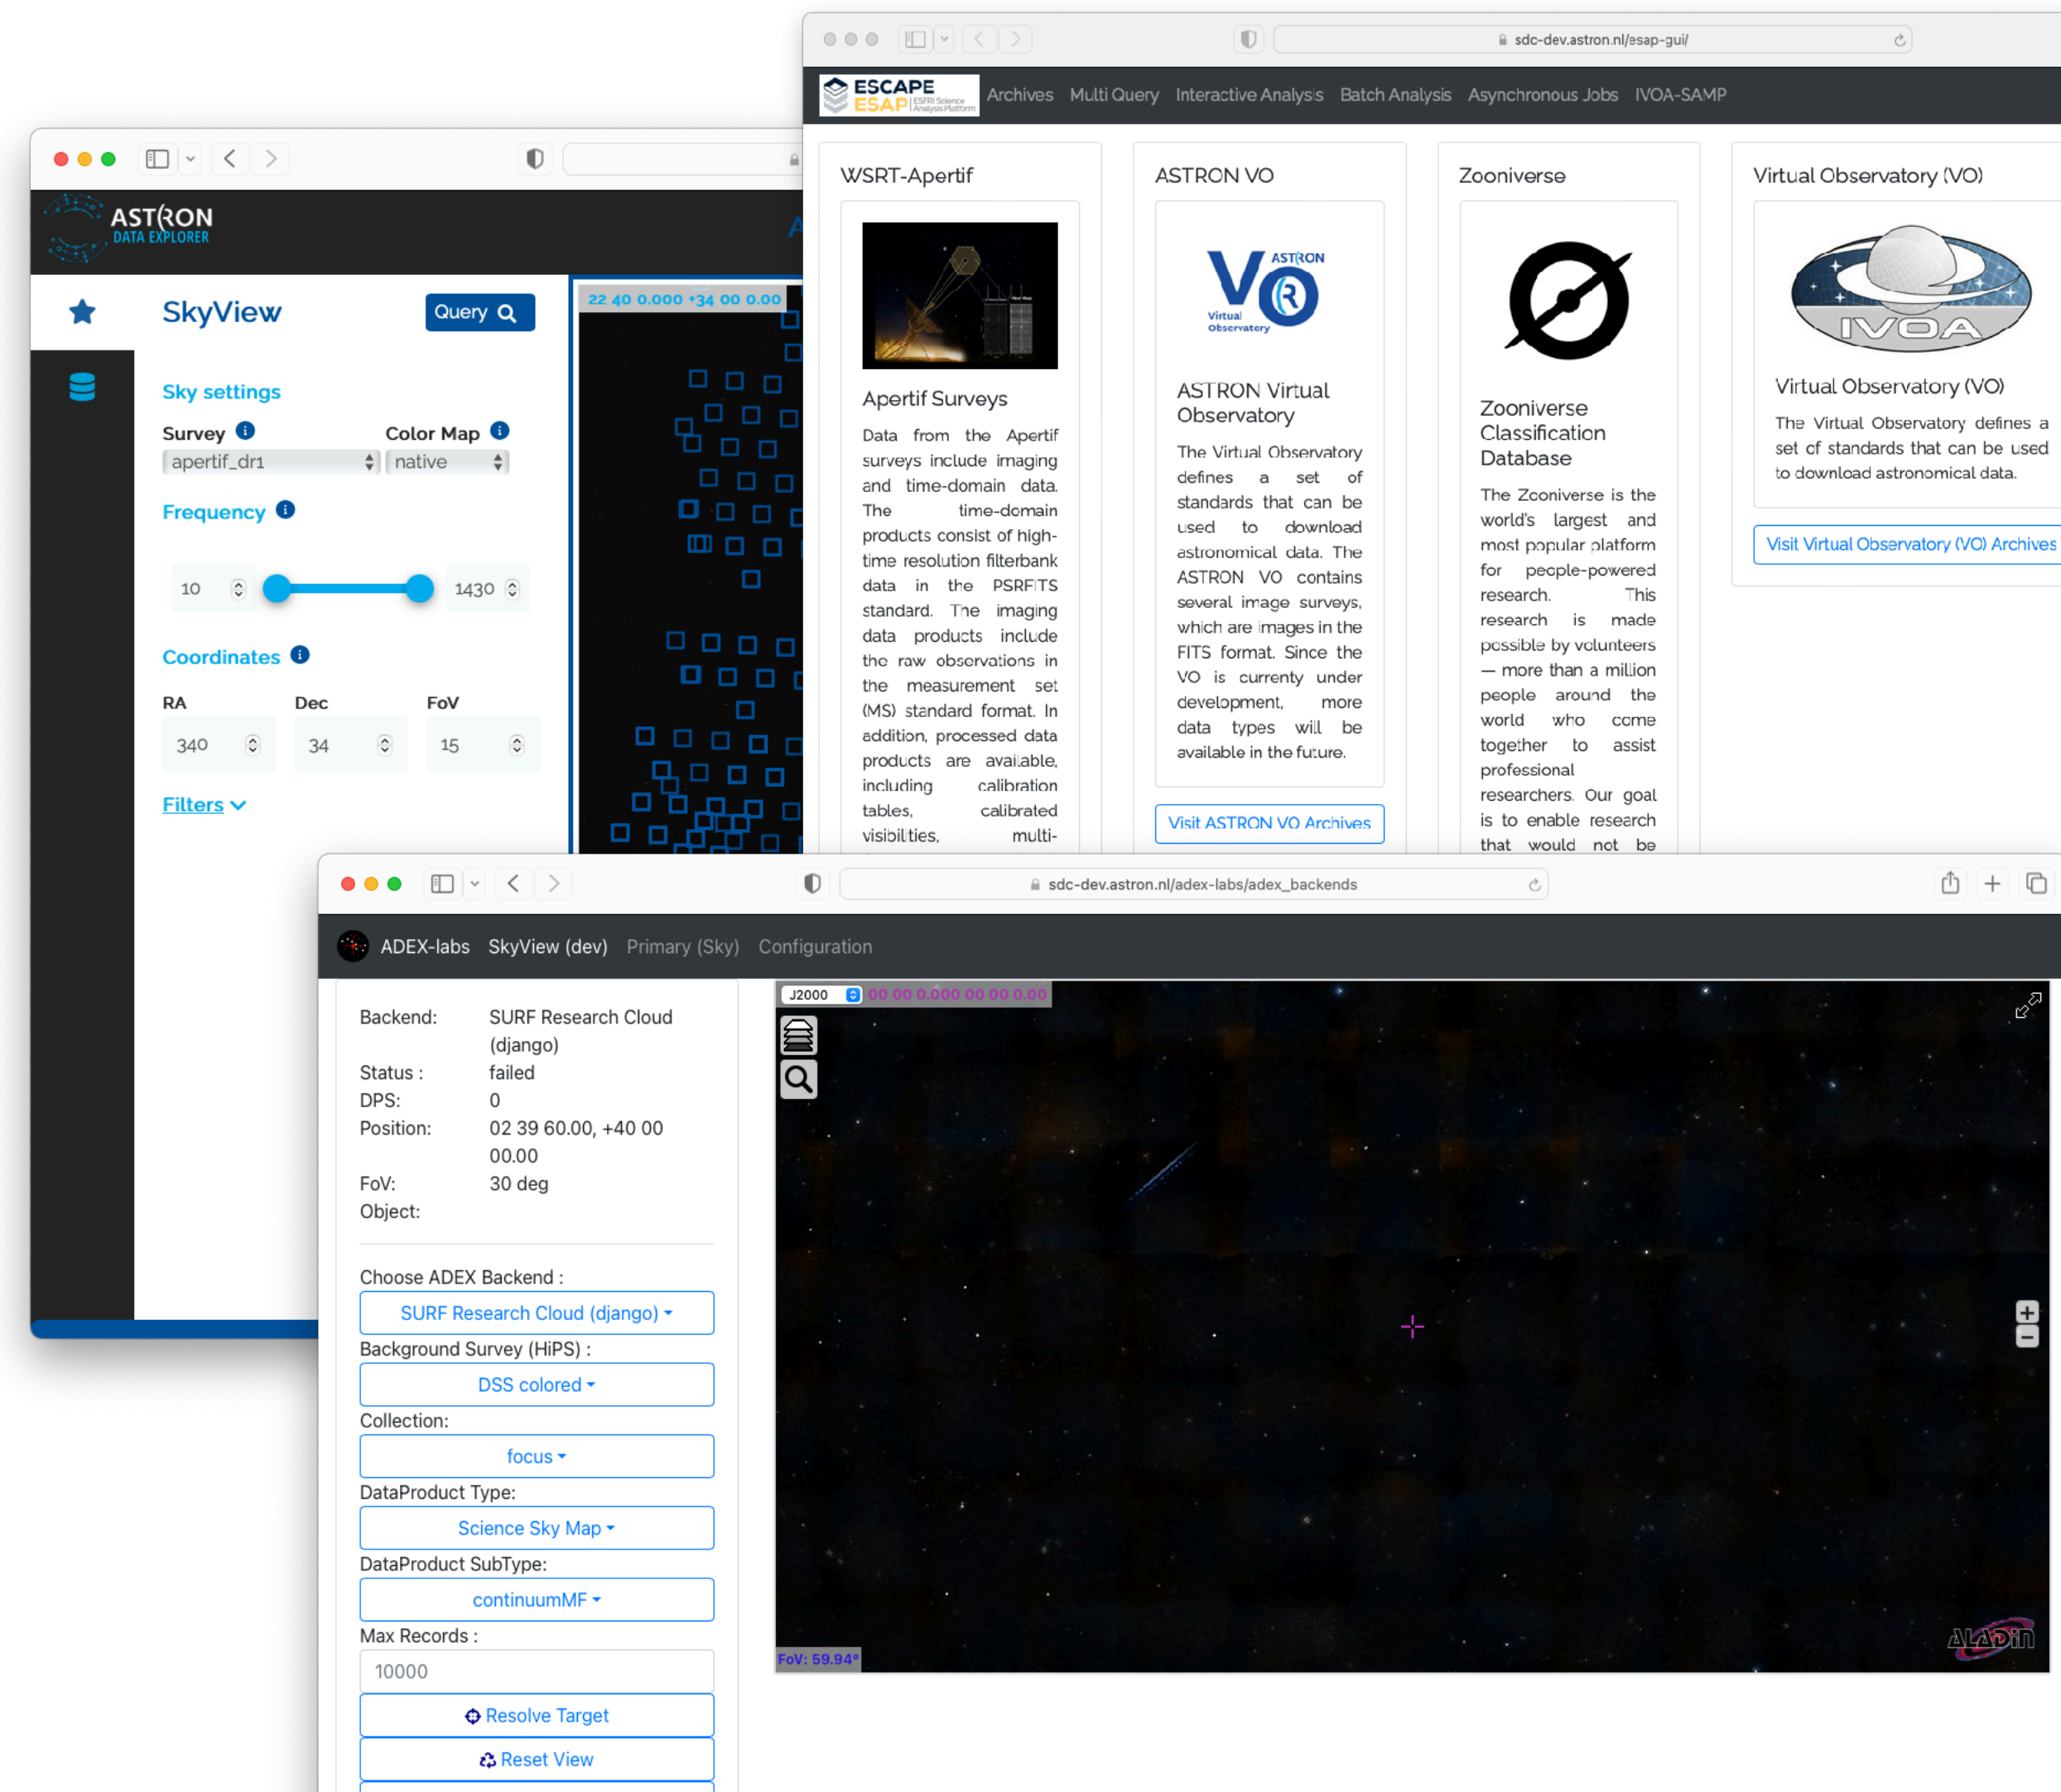 sdc-dev.astron.nl/esap-gui/
ESCAPE
ESAP
ESFRI Science
Analysis Platform
Archives Multi Query Interactive Analysis Batch Analysis Asynchronous Jobs IVOA-SAMP
WSRT-Apertif
Apertif Surveys
Data from the Apertif
surveys include imaging
and time-domain data.
The time-domain
products consist of high-
time resolution filterbank
data in the PSRFITS
standard. The imaging
data products include
the raw observations in
the measurement set
(MS) standard format. In
addition, processed data
products are available,
including calibration
tables, calibrated
visibilities, multi-
ASTRON VO
VO
ASTRON
Virtual
Observatory
ASTRON Virtual
Observatory
The Virtual Observatory
defines a set of
standards that can be
used to download
astronomical data. The
ASTRON VO contains
several image surveys,
which are images in the
FITS format. Since the
VO is currenty under
development, more
data types will be
available in the future.
Visit ASTRON VO Archives
Zooniverse
Zooniverse
Classification
Database
The Zooniverse is the
world's largest and
most popular platform
for people-powered
research. This
research is made
possible by volunteers
— more than a million
people around the
world who come
together to assist
professional
researchers. Our goal
is to enable research
that would not be
Virtual Observatory (VO)
IVOA
Virtual Observatory (VO)
The Virtual Observatory defines a
set of standards that can be used
to download astronomical data.
Visit Virtual Observatory (VO) Archives
ASTRON
DATA EXPLORER
A
SkyView
Query
Sky settings
Survey Color Map
apertif_dr1 native
Frequency
10 1430
Coordinates
RA Dec FoV
340 34 15
Filters
22 40 0.000 +34 00 0.00
sdc-dev.astron.nl/adex-labs/adex_backends
ADEX-labs SkyView (dev) Primary (Sky) Configuration
Backend: SURF Research Cloud
(django)
Status : failed
DPS: 0
Position: 02 39 60.00, +40 00
00.00
FoV: 30 deg
Object:
Choose ADEX Backend :
SURF Research Cloud (django)
Background Survey (HiPS) :
DSS colored
Collection:
focus
DataProduct Type:
Science Sky Map
DataProduct SubType:
continuumMF
Max Records :
10000
Resolve Target
Reset View
J2000 00 00 0.000 00 00 0.00
FoV: 59.94°
ALADIN